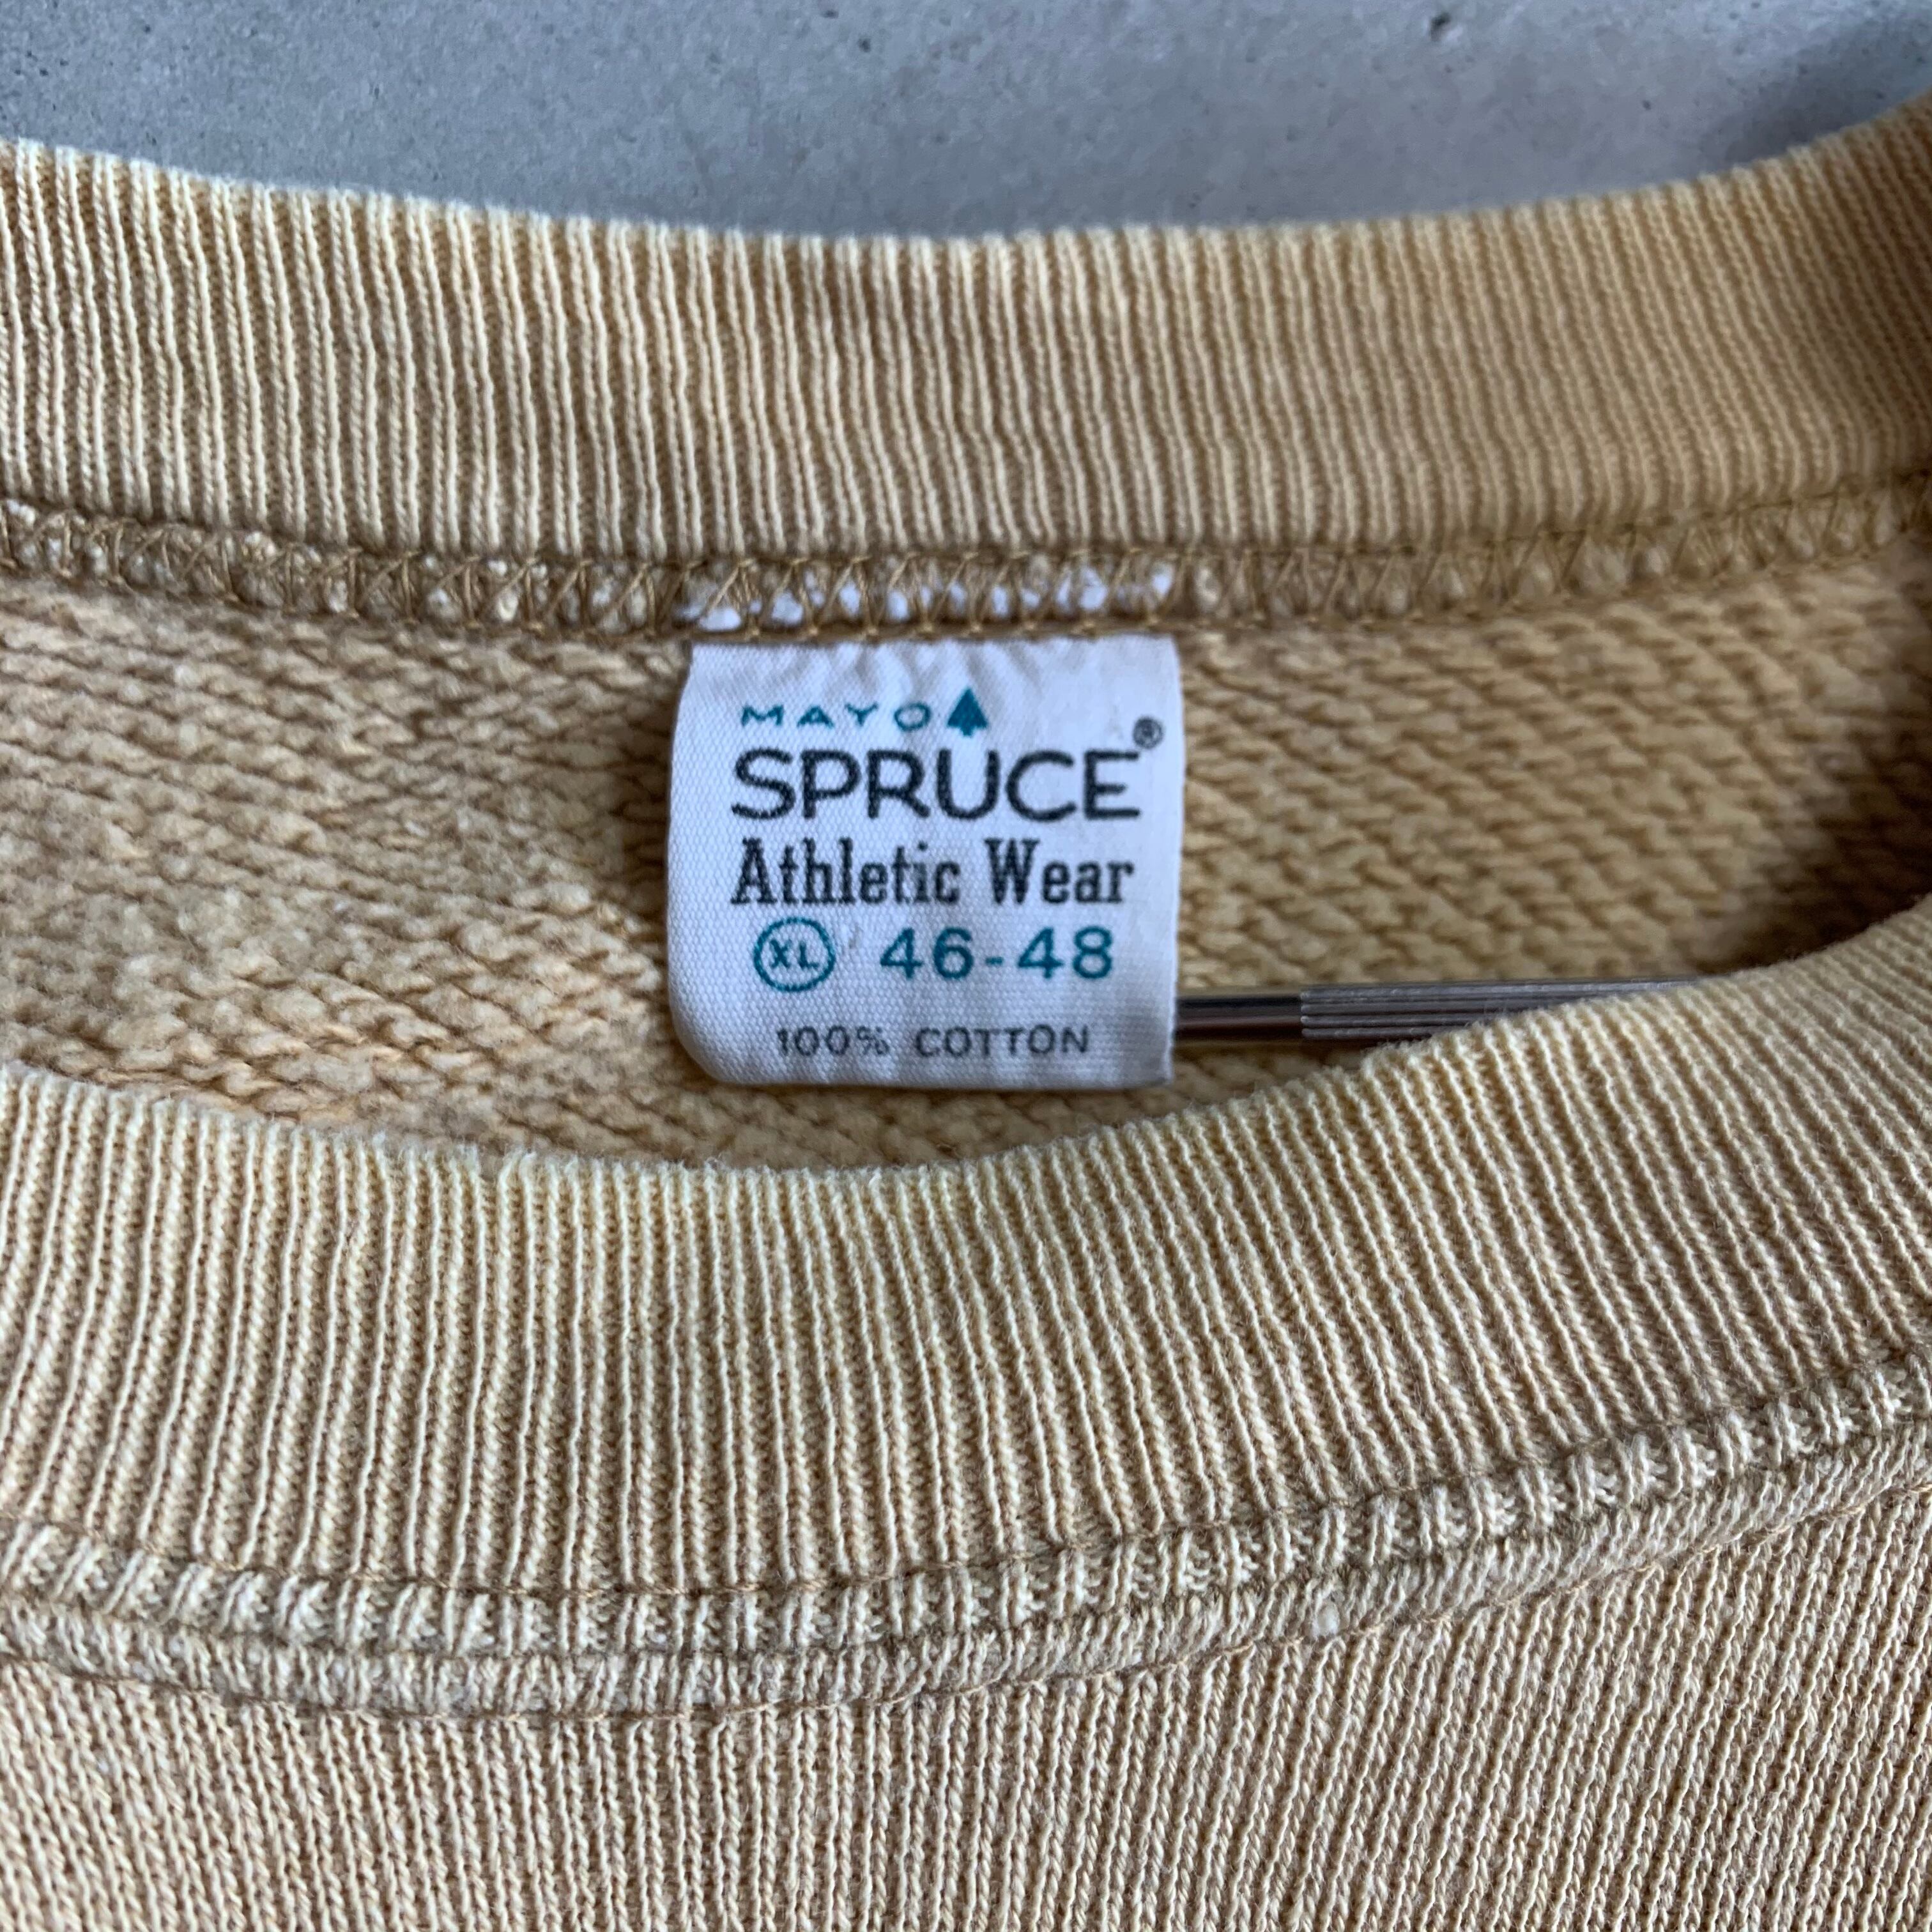 MAYO
SPRUCE®
Athletic Wear
XL 46-48
100% COTTON